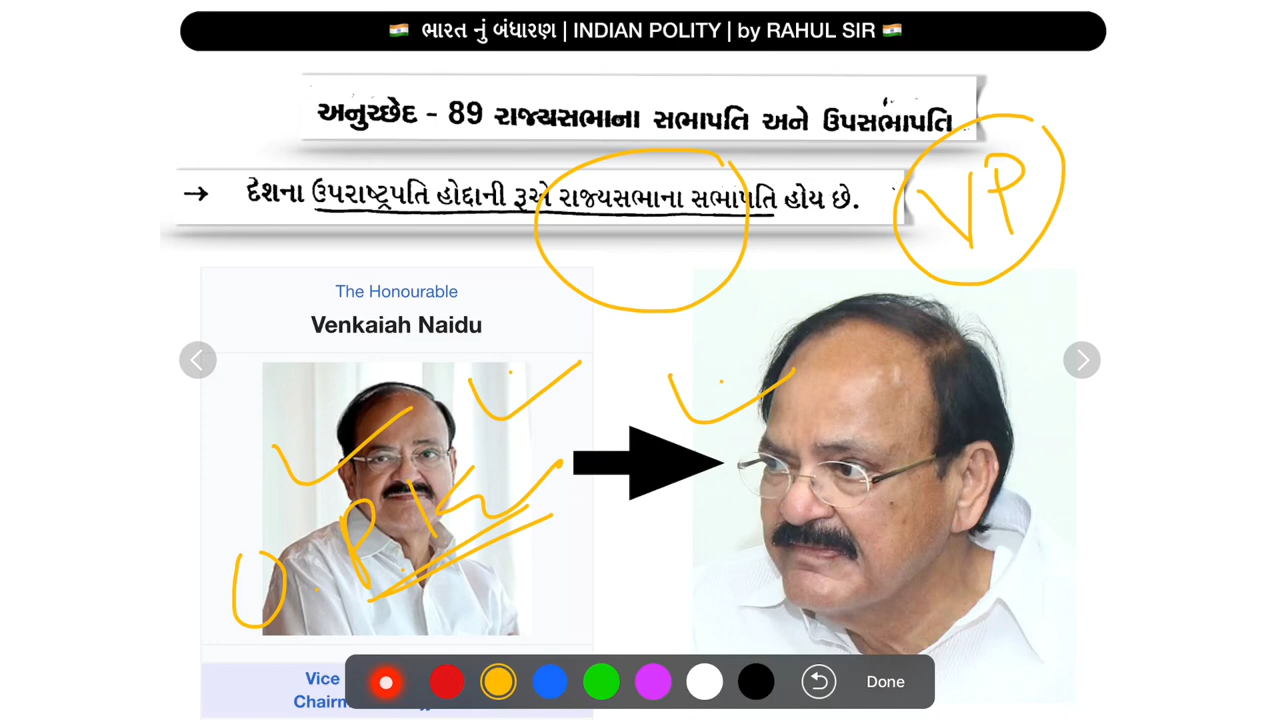 🇮🇳 ભારત નું બંધારણ | INDIAN POLITY | by RAHUL SIR 🇮🇳
અનુચ્છેદ - 89 રાજ્યસભાના સભાપતિ અને ઉપસભાપતિ
→ દેશના ઉપરાષ્ટ્રપતિ હોદ્દાની રૂએ રાજ્યસભાના સભાપતિ હોય છે.
VP
The Honourable
Venkaiah Naidu
Vice
Done